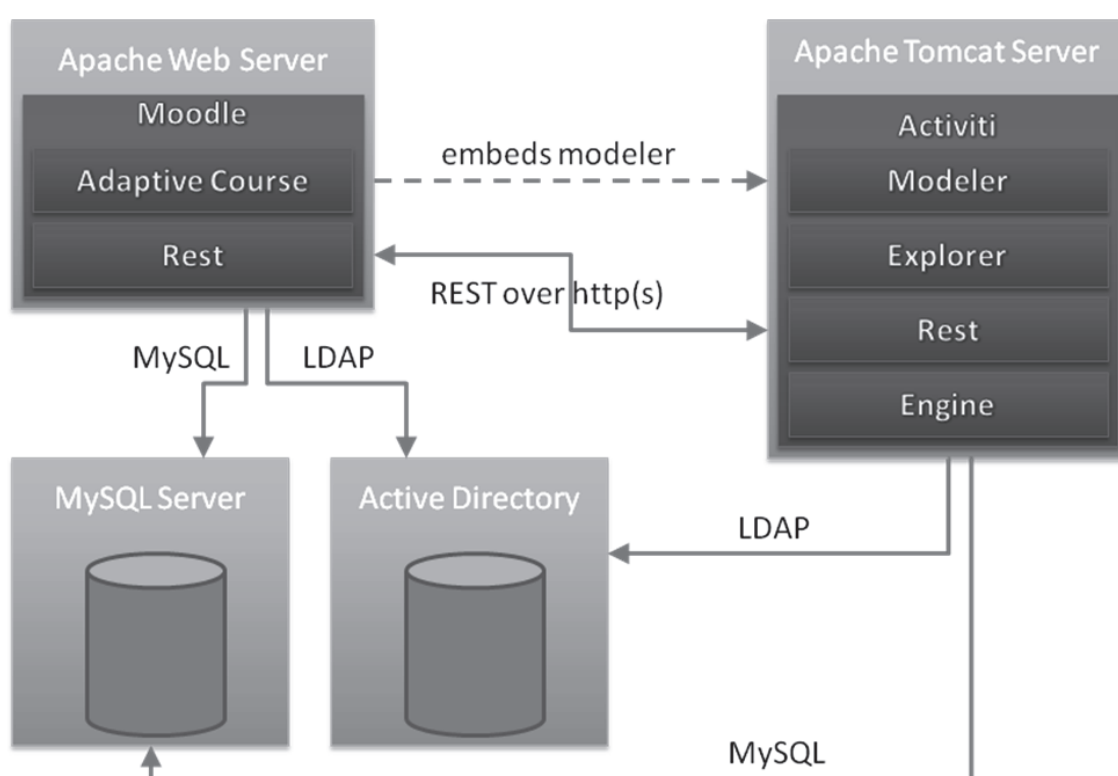 Apache Web Server
Moodle
Adaptive Course
Rest
embeds modeler
REST over http(s)
Apache Tomcat Server
Activiti
Modeler
Explorer
Rest
Engine
MySQL
LDAP
MySQL Server
Active Directory
LDAP
MySQL